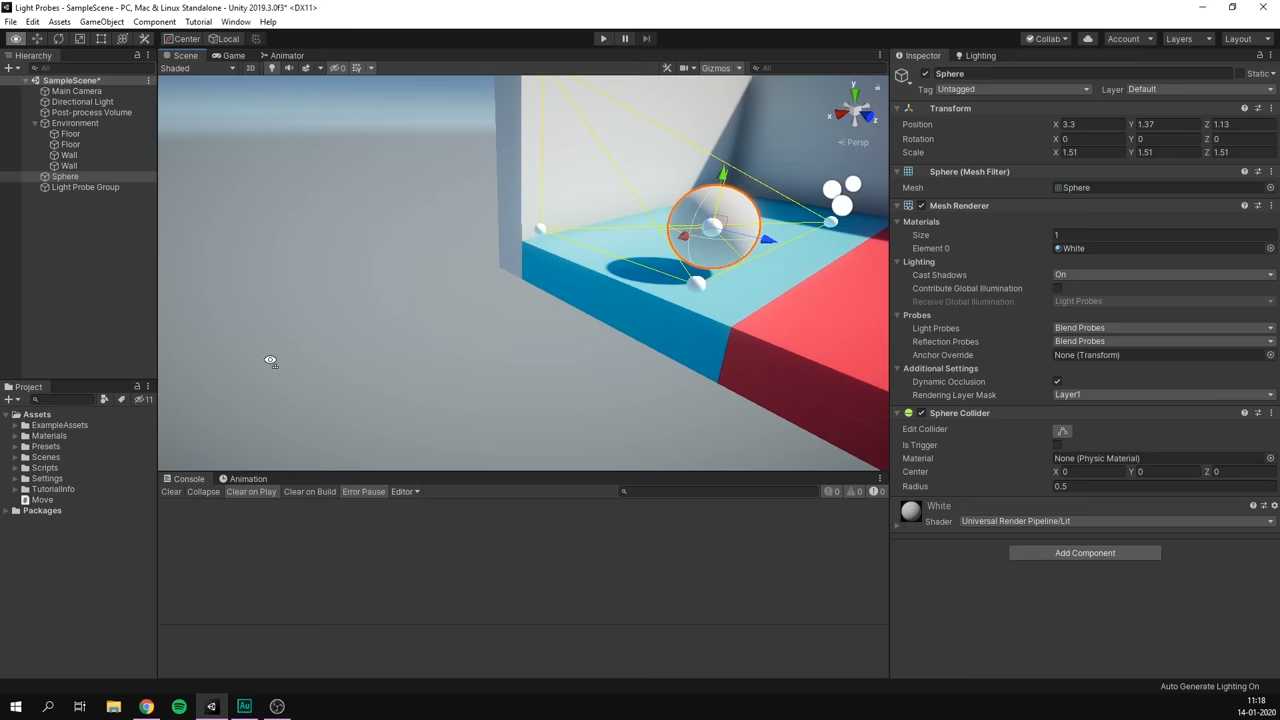 Light Probes - SampleScene - PC, Mac & Linux Standalone - Unity 2019.3.0f3* <DX11>
File Edit Assets GameObject Component Tutorial Window Help
Center Local
Collab Account Layers Layout
Hierarchy
All
SampleScene*
Main Camera
Directional Light
Post-process Volume
Environment
Floor
Floor
Wall
Wall
Sphere
Light Probe Group
Scene Game Animator
Shaded 2D 0 Gizmos All
y
x z
Persp
Project
11
Assets
ExampleAssets
Materials
Presets
Scenes
Scripts
Settings
TutorialInfo
Move
Packages
Console Animation
Clear Collapse Clear on Play Clear on Build Error Pause Editor 0 0 0
Inspector Lighting
Sphere Static
Tag Untagged Layer Default
Transform
Position X 3.3 Y 1.37 Z 1.13
Rotation X 0 Y 0 Z 0
Scale X 1.51 Y 1.51 Z 1.51
Sphere (Mesh Filter)
Mesh Sphere
Mesh Renderer
Materials
Size 1
Element 0 White
Lighting
Cast Shadows On
Contribute Global Illumination
Receive Global Illumination Light Probes
Probes
Light Probes Blend Probes
Reflection Probes Blend Probes
Anchor Override None (Transform)
Additional Settings
Dynamic Occlusion
Rendering Layer Mask Layer1
Sphere Collider
Edit Collider
Is Trigger
Material None (Physic Material)
Center X 0 Y 0 Z 0
Radius 0.5
White
Shader Universal Render Pipeline/Lit
Add Component
Auto Generate Lighting On
Au
11:18
14-01-2020